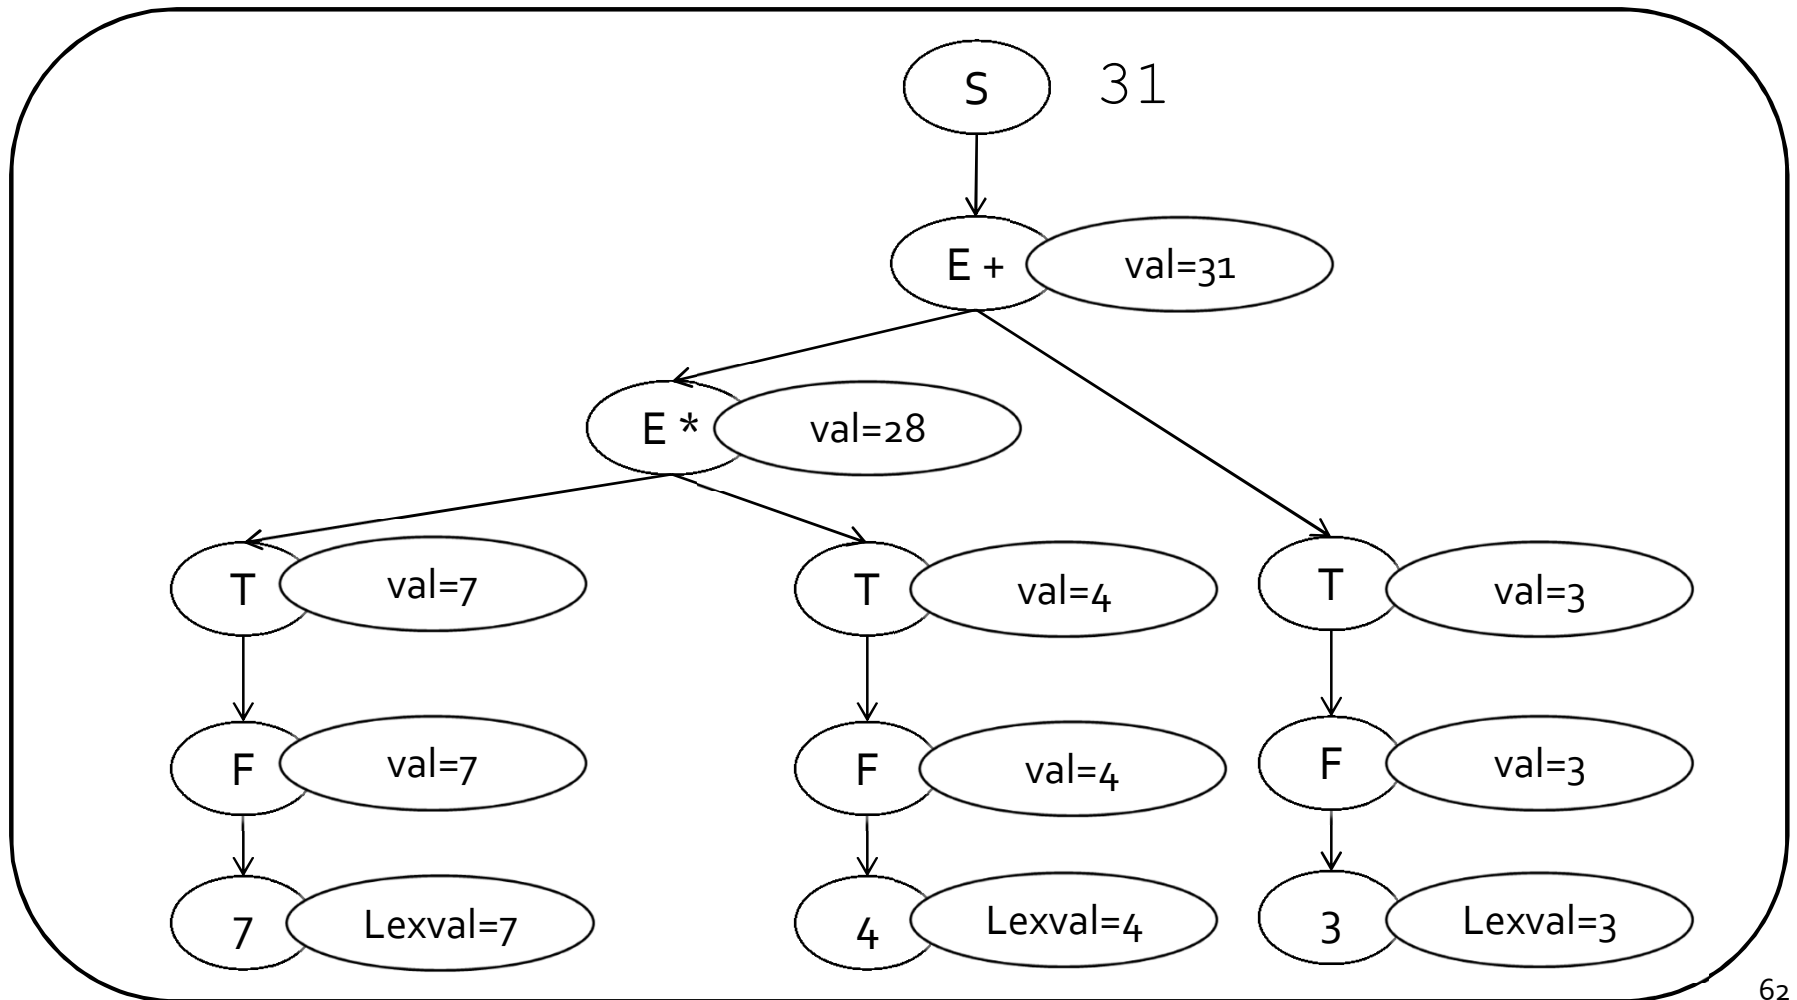 S 31
E + val=31
E * val=28
T val=7 T val=4 T val=3
F val=7 F val=4 F val=3
7 Lexval=7 4 Lexval=4 3 Lexval=3
62